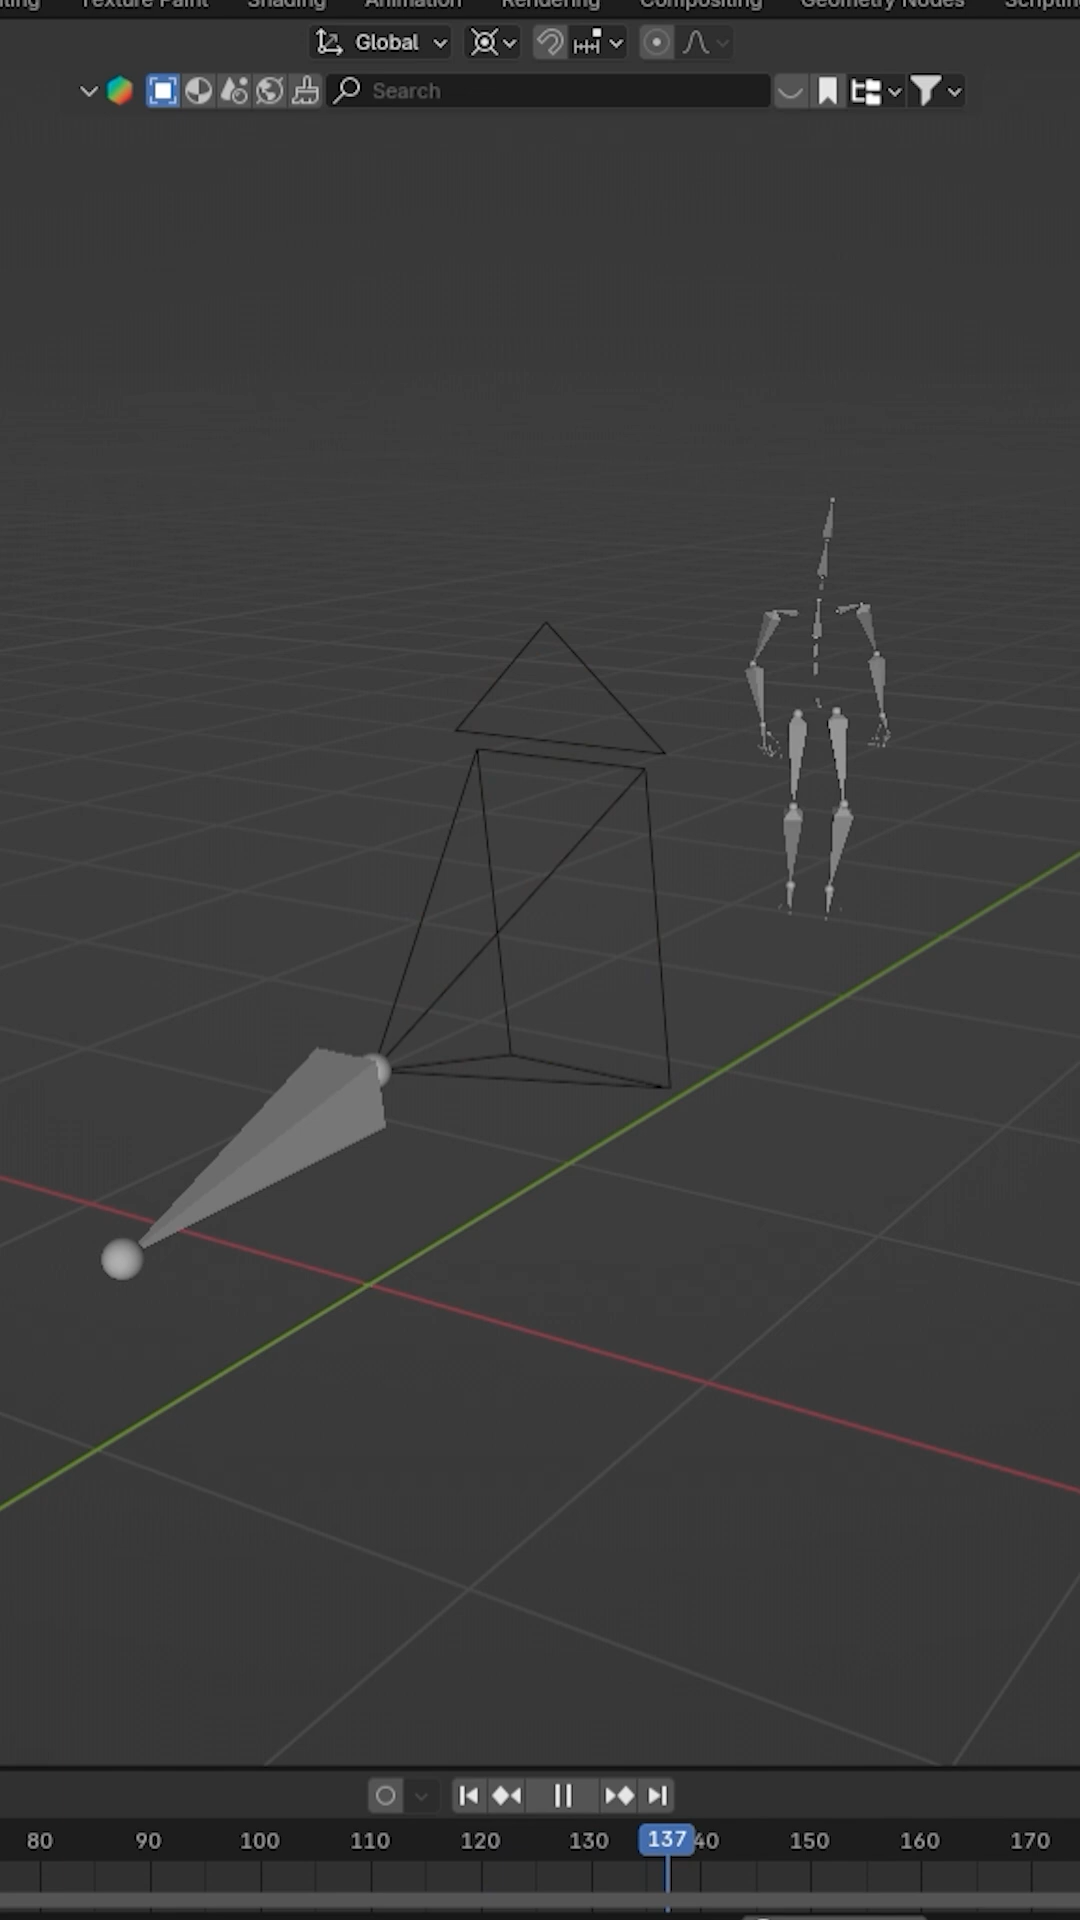 Texture Paint Shading Animation Rendering Compositing Geometry Nodes
Global
Search
80 90 100 110 120 130 137 40 150 160 170